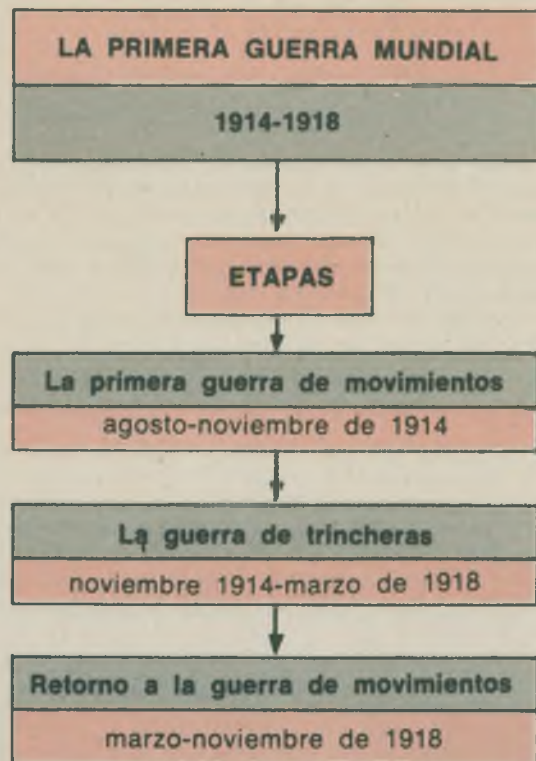 LA PRIMERA GUERRA MUNDIAL
1914-1918
ETAPAS
La primera guerra de movimientos
agosto-noviembre de 1914
La guerra de trincheras
noviembre 1914-marzo de 1918
Retorno a la guerra de movimientos
marzo-noviembre de 1918